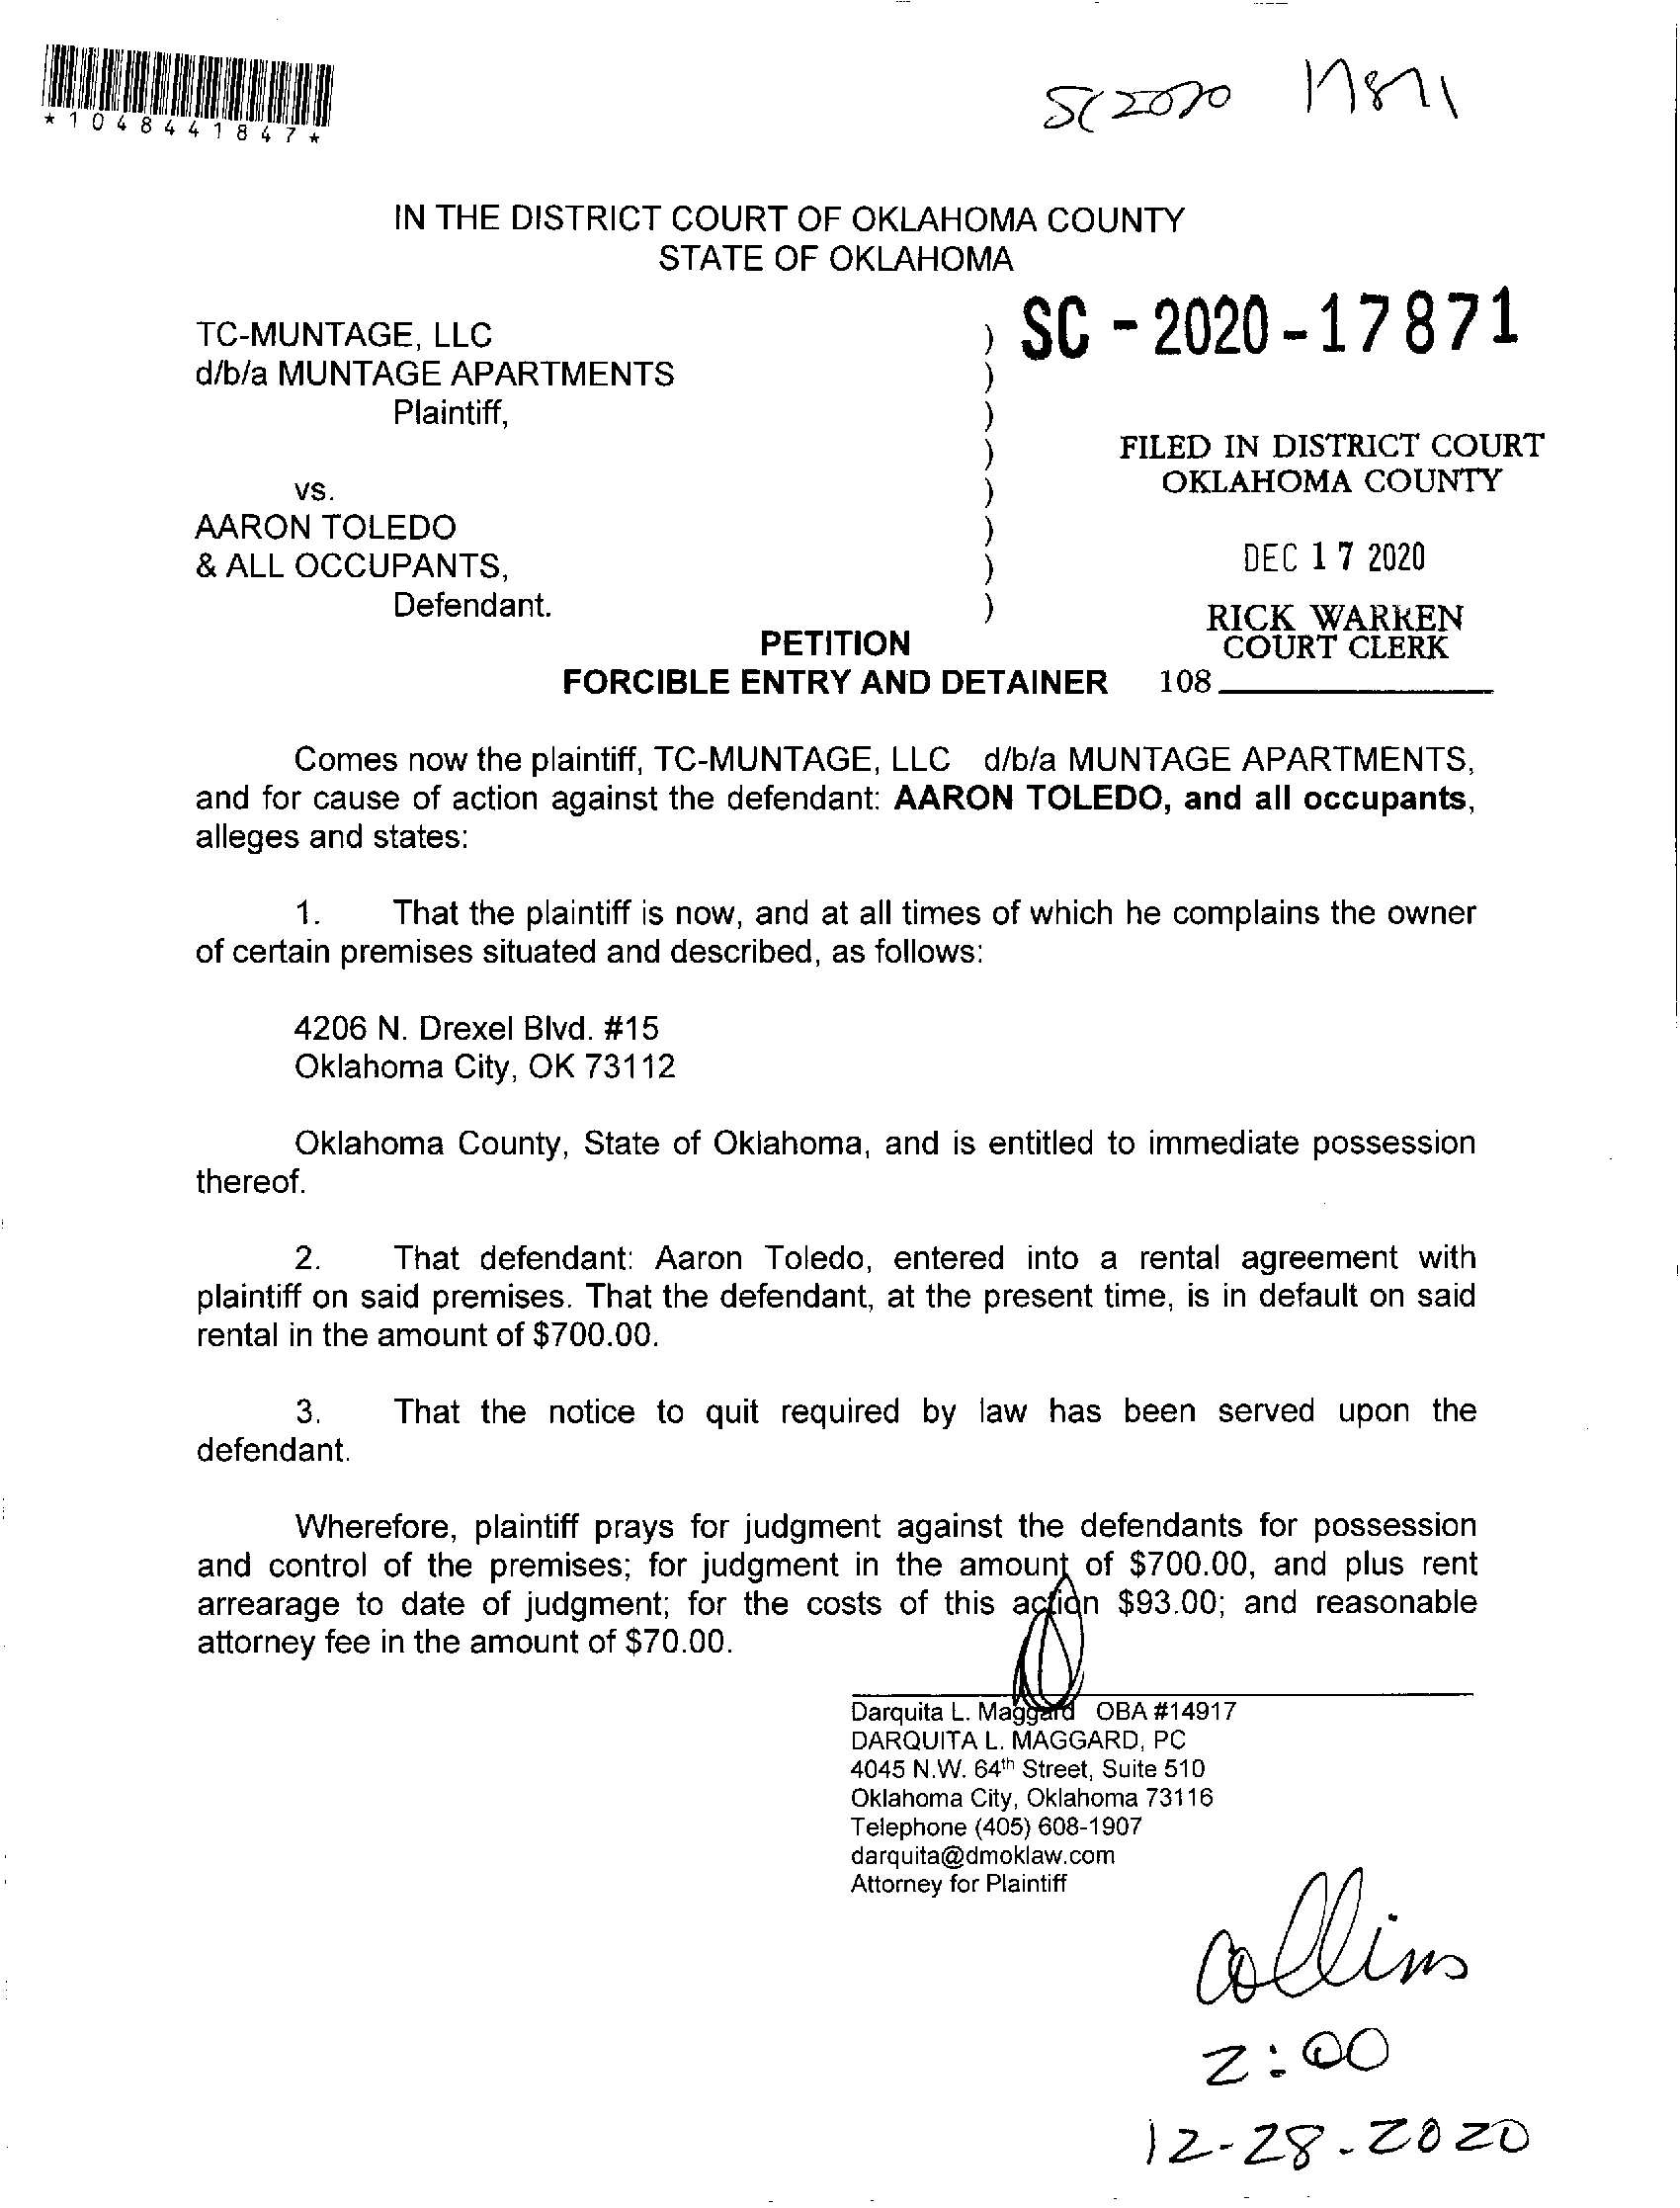 *1048441847*
SC2020 17871
IN THE DISTRICT COURT OF OKLAHOMA COUNTY
STATE OF OKLAHOMA
TC-MUNTAGE, LLC ) SC-2020-17871
d/b/a MUNTAGE APARTMENTS )
Plaintiff, )
) FILED IN DISTRICT COURT
OKLAHOMA COUNTY
vs. )
AARON TOLEDO )
& ALL OCCUPANTS, ) DEC 17 2020
Defendant. )
RICK WARREN
COURT CLERK
PETITION
FORCIBLE ENTRY AND DETAINER 108
Comes now the plaintiff, TC-MUNTAGE, LLC d/b/a MUNTAGE APARTMENTS,
and for cause of action against the defendant: AARON TOLEDO, and all occupants,
alleges and states:
1. That the plaintiff is now, and at all times of which he complains the owner
of certain premises situated and described, as follows:
4206 N. Drexel Blvd. #15
Oklahoma City, OK 73112
Oklahoma County, State of Oklahoma, and is entitled to immediate possession
thereof.
2. That defendant: Aaron Toledo, entered into a rental agreement with
plaintiff on said premises. That the defendant, at the present time, is in default on said
rental in the amount of $700.00.
3. That the notice to quit required by law has been served upon the
defendant.
Wherefore, plaintiff prays for judgment against the defendants for possession
and control of the premises; for judgment in the amount of $700.00, and plus rent
arrearage to date of judgment; for the costs of this action $93.00; and reasonable
attorney fee in the amount of $70.00.
Darquita L. Maggard OBA #14917
DARQUITA L. MAGGARD, PC
4045 N.W. 64th Street, Suite 510
Oklahoma City, Oklahoma 73116
Telephone (405) 608-1907
darquita@dmoklaw.com
Attorney for Plaintiff
Collins
2:00
12-28-2020